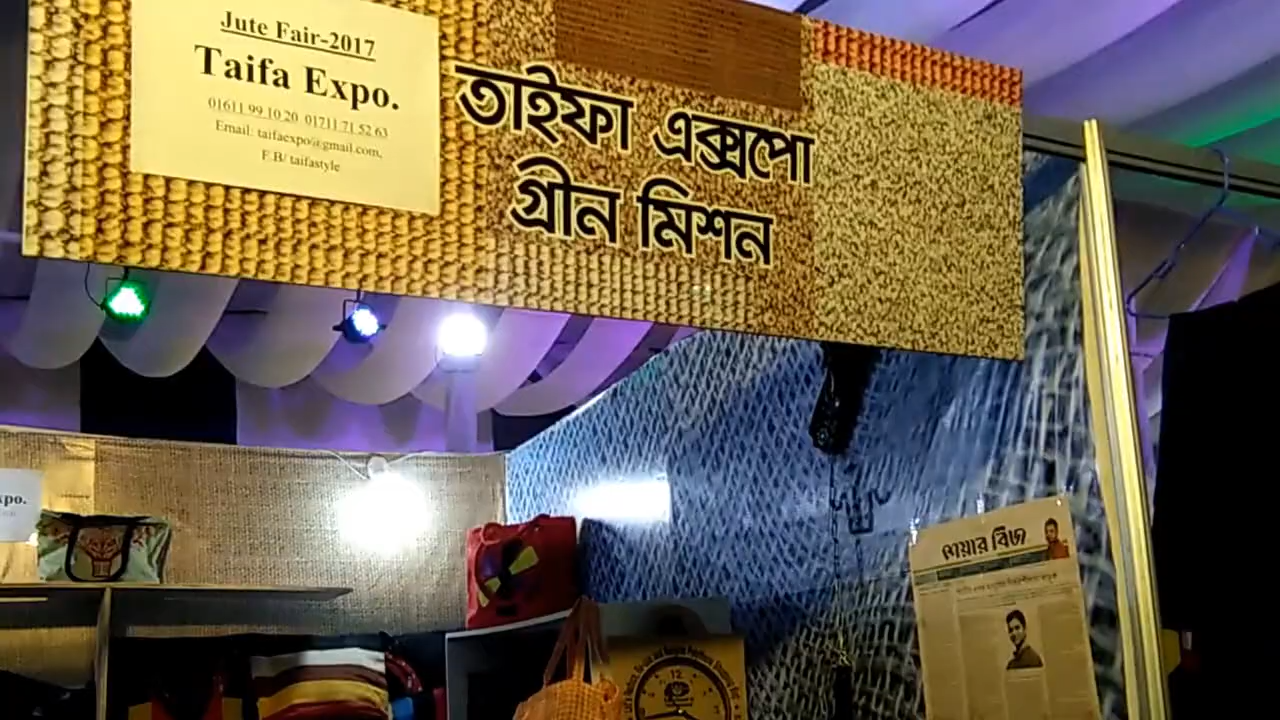 Jute Fair-2017
Taifa Expo.
01611 99 10 20 01711 71 52 63
Email: taifaexpo@gmail.com,
F.B/ taifastyle
তাইফা এক্সপো
গ্রীন মিশন
xpo.
শেয়ার বিজ
12